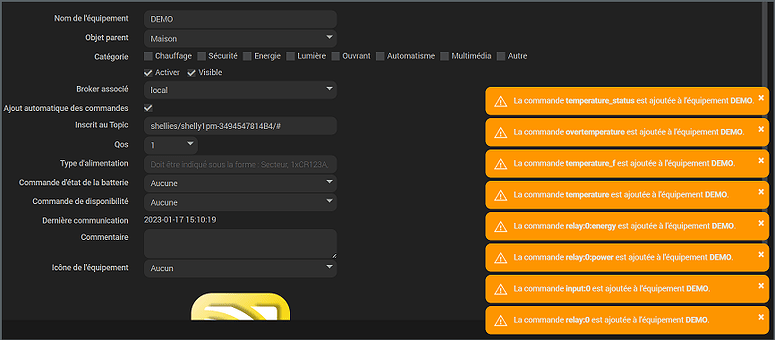 Nom de l'équipement DEMO
Objet parent Maison
Catégorie Chauffage Sécurité Energie Lumière Ouvrant Automatisme Multimédia Autre
Activer Visible
Broker associé local
Ajout automatique des commandes
Inscrit au Topic shellies/shelly1pm-3494547814B4/#
Qos 1
Type d'alimentation Doit être indiqué sous la forme : Secteur, 1xCR123A,
Commande d'état de la batterie Aucune
Commande de disponibilité Aucune
Dernière communication 2023-01-17 15:10:19
Commentaire
Icône de l'équipement Aucun
La commande temperature_status est ajoutée à l'équipement DEMO.
La commande overtemperature est ajoutée à l'équipement DEMO.
La commande temperature_f est ajoutée à l'équipement DEMO.
La commande temperature est ajoutée à l'équipement DEMO.
La commande relay:0:energy est ajoutée à l'équipement DEMO.
La commande relay:0:power est ajoutée à l'équipement DEMO.
La commande input:0 est ajoutée à l'équipement DEMO.
La commande relay:0 est ajoutée à l'équipement DEMO.